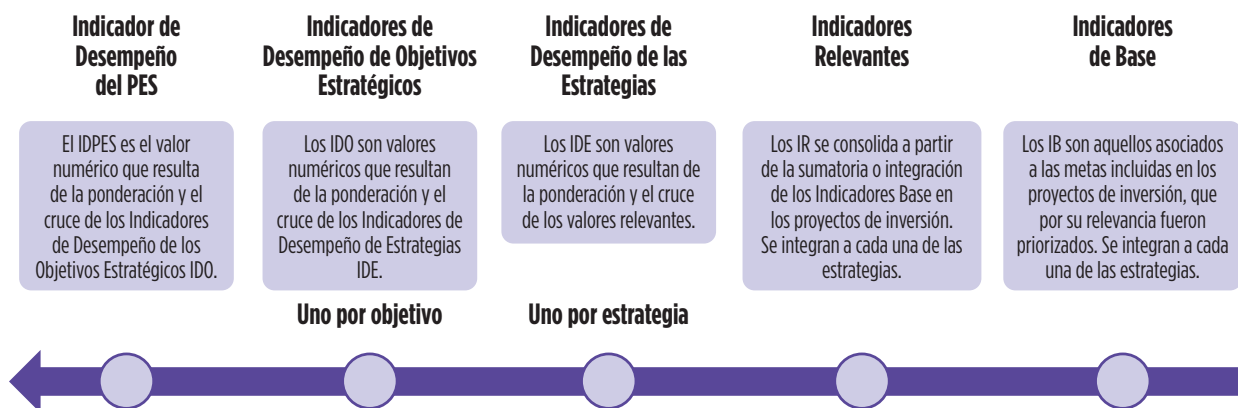 Indicador de
Desempeño
del PES
El IDPES es el valor
numérico que resulta
de la ponderación y el
cruce de los Indicadores
de Desempeño de los
Objetivos Estratégicos IDO.
Indicadores de
Desempeño de Objetivos
Estratégicos
Los IDO son valores
numéricos que resultan
de la ponderación y el
cruce de los Indicadores de
Desempeño de Estrategias
IDE.
Uno por objetivo
Indicadores de
Desempeño de las
Estrategias
Los IDE son valores
numéricos que resultan de
la ponderación y el cruce
de los valores relevantes.
Uno por estrategia
Indicadores
Relevantes
Los IR se consolida a partir
de la sumatoria o integración
de los Indicadores Base en
los proyectos de inversión.
Se integran a cada una de las
estrategias.
Indicadores
de Base
Los IB son aquellos asociados
a las metas incluidas en los
proyectos de inversión, que
por su relevancia fueron
priorizados. Se integran a cada
una de las estrategias.